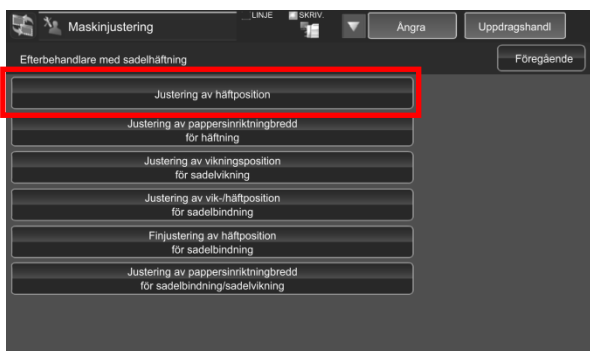 Maskinjustering
LINJE
SKRIV.
Ångra
Uppdragshandl
Efterbehandlare med sadelhäftning
Föregående
Justering av häftposition
Justering av pappersinriktningbredd
för häftning
Justering av vikningsposition
för sadelvikning
Justering av vik-/häftposition
för sadelbindning
Finjustering av häftposition
för sadelbindning
Justering av pappersinriktningbredd
för sadelbindning/sadelvikning